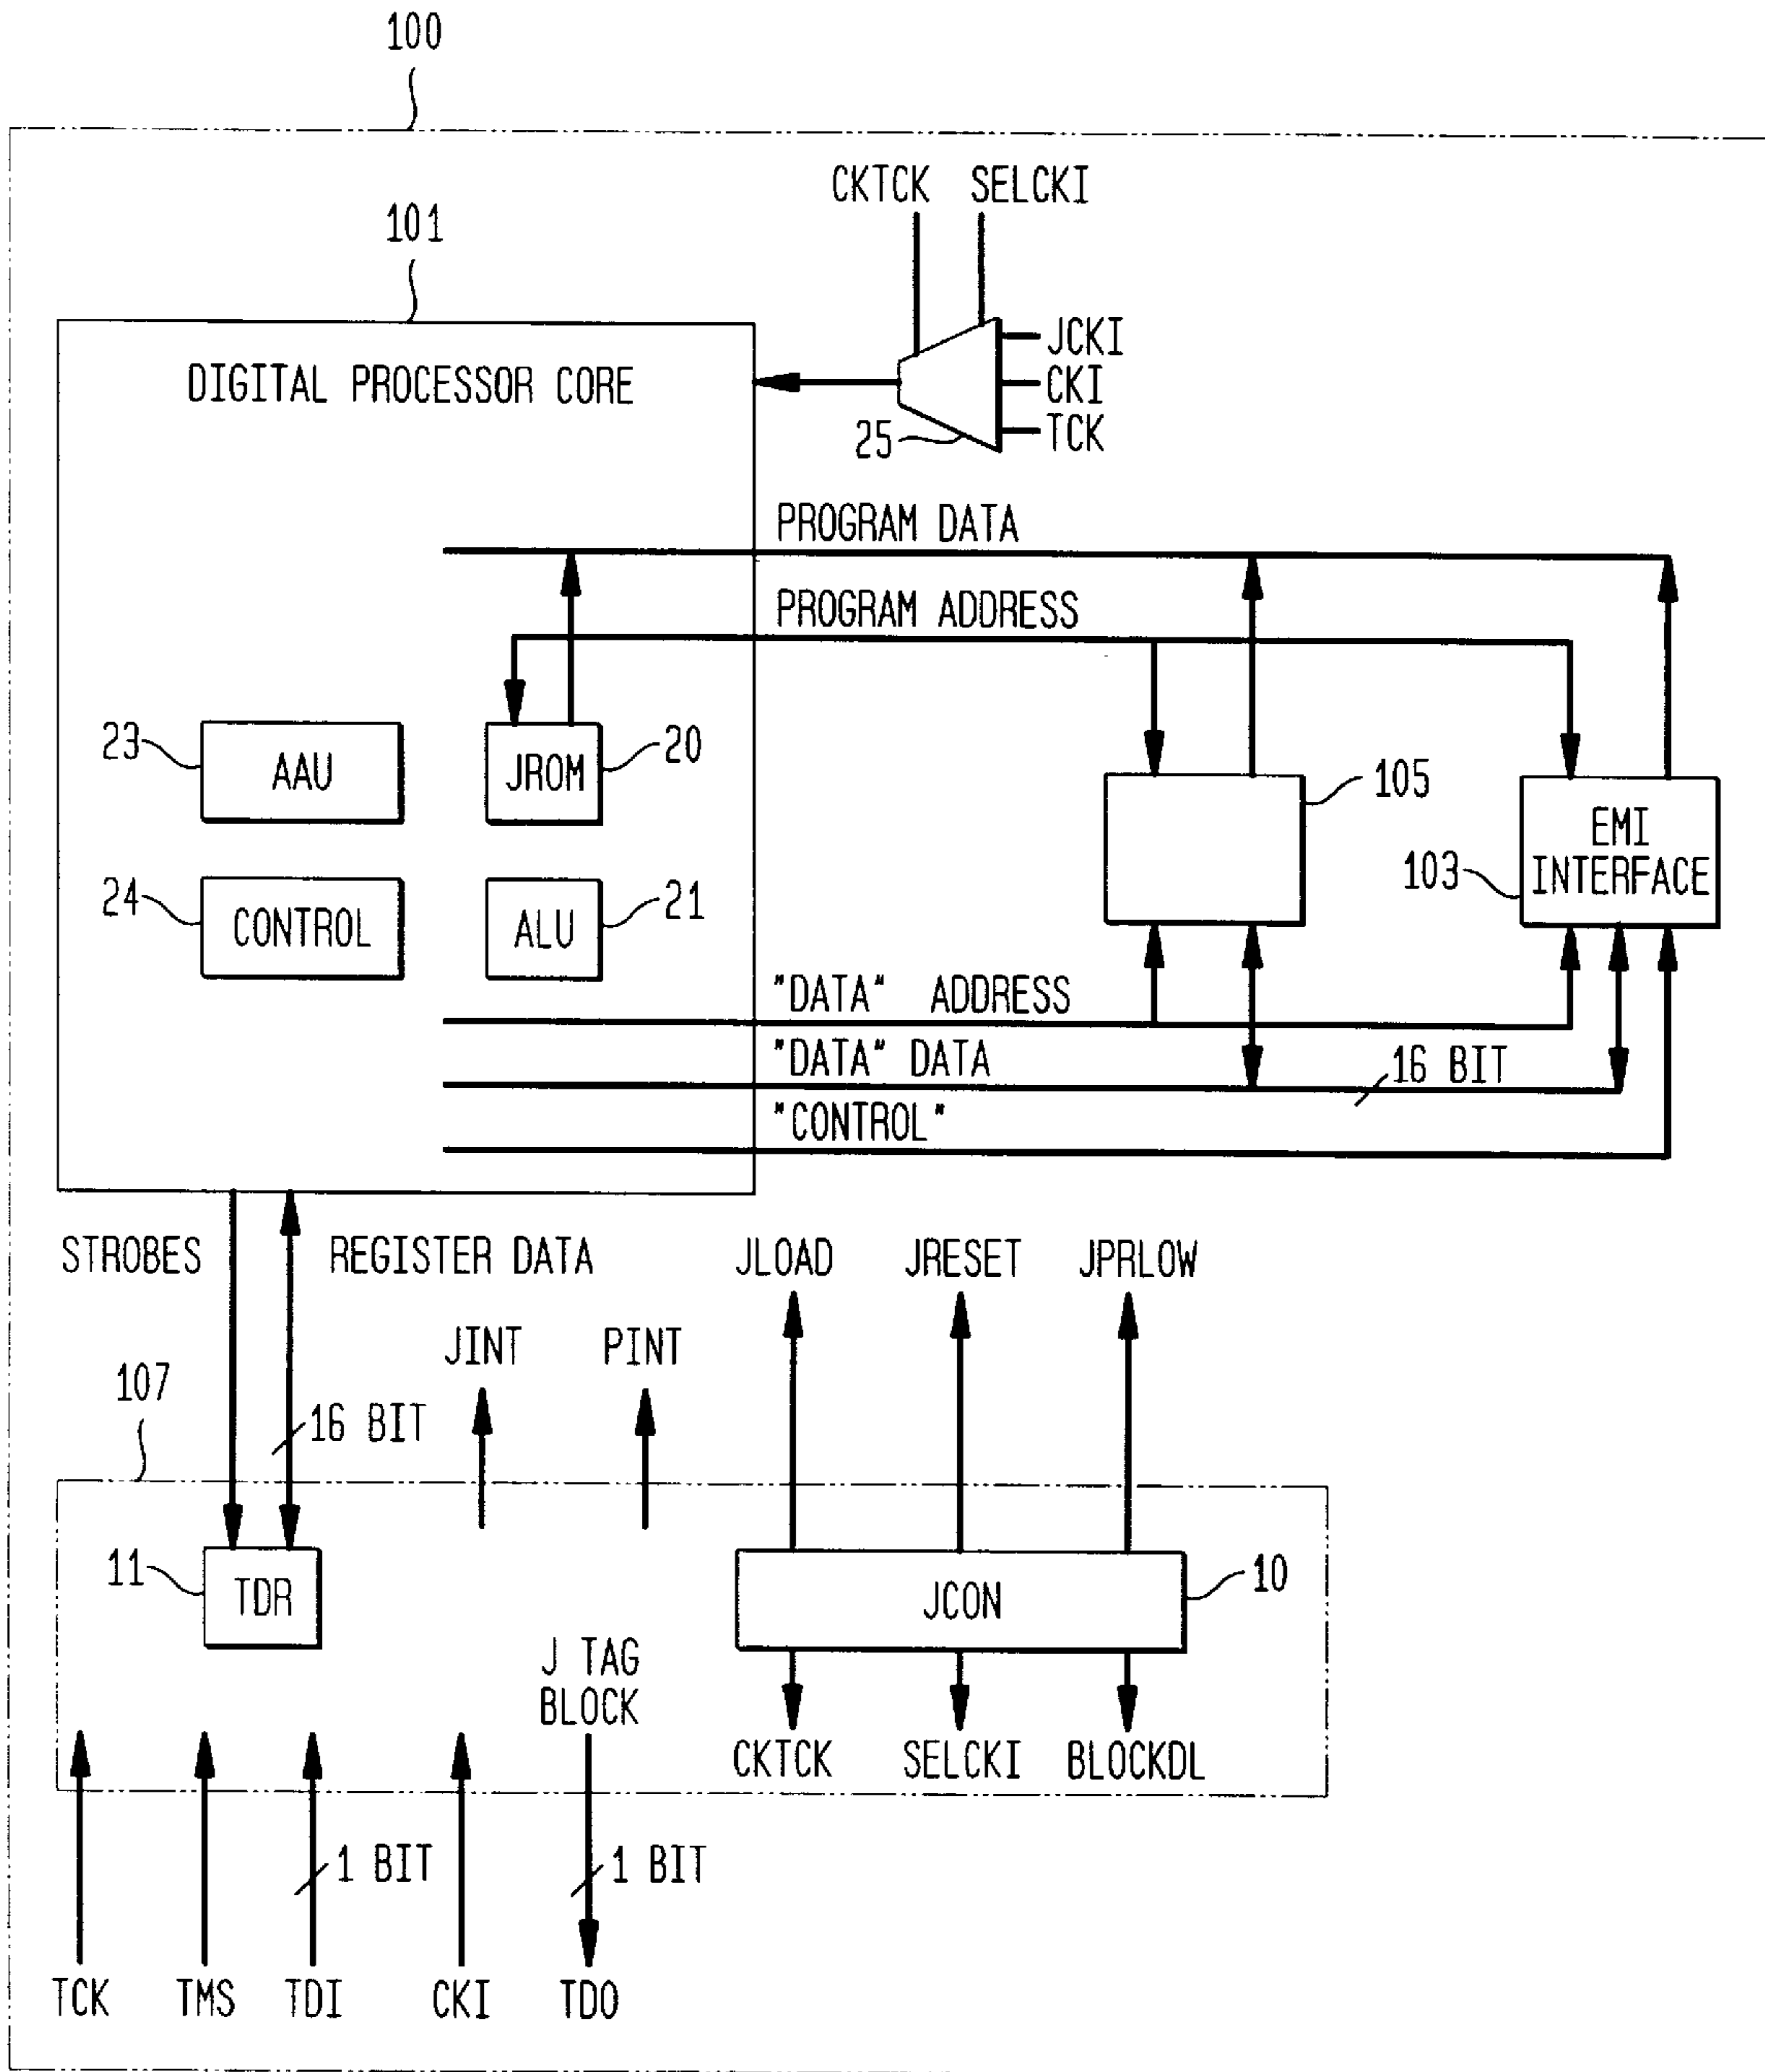 100
CKTCK SELCKI
101
JCKI
DIGITAL PROCESSOR CORE
CKI
25
TCK
PROGRAM DATA
PROGRAM ADDRESS
23
AAU
JROM
20
105
EMI
INTERFACE
103
24
CONTROL
ALU
21
"DATA" ADDRESS
"DATA" DATA
16 BIT
"CONTROL"
STROBES
REGISTER DATA
JLOAD
JRESET
JPRLOW
JINT
PINT
107
16 BIT
11
TDR
JCON
10
J TAG
BLOCK
CKTCK
SELCKI
BLOCKDL
1 BIT
1 BIT
TCK
TMS
TDI
CKI
TDO